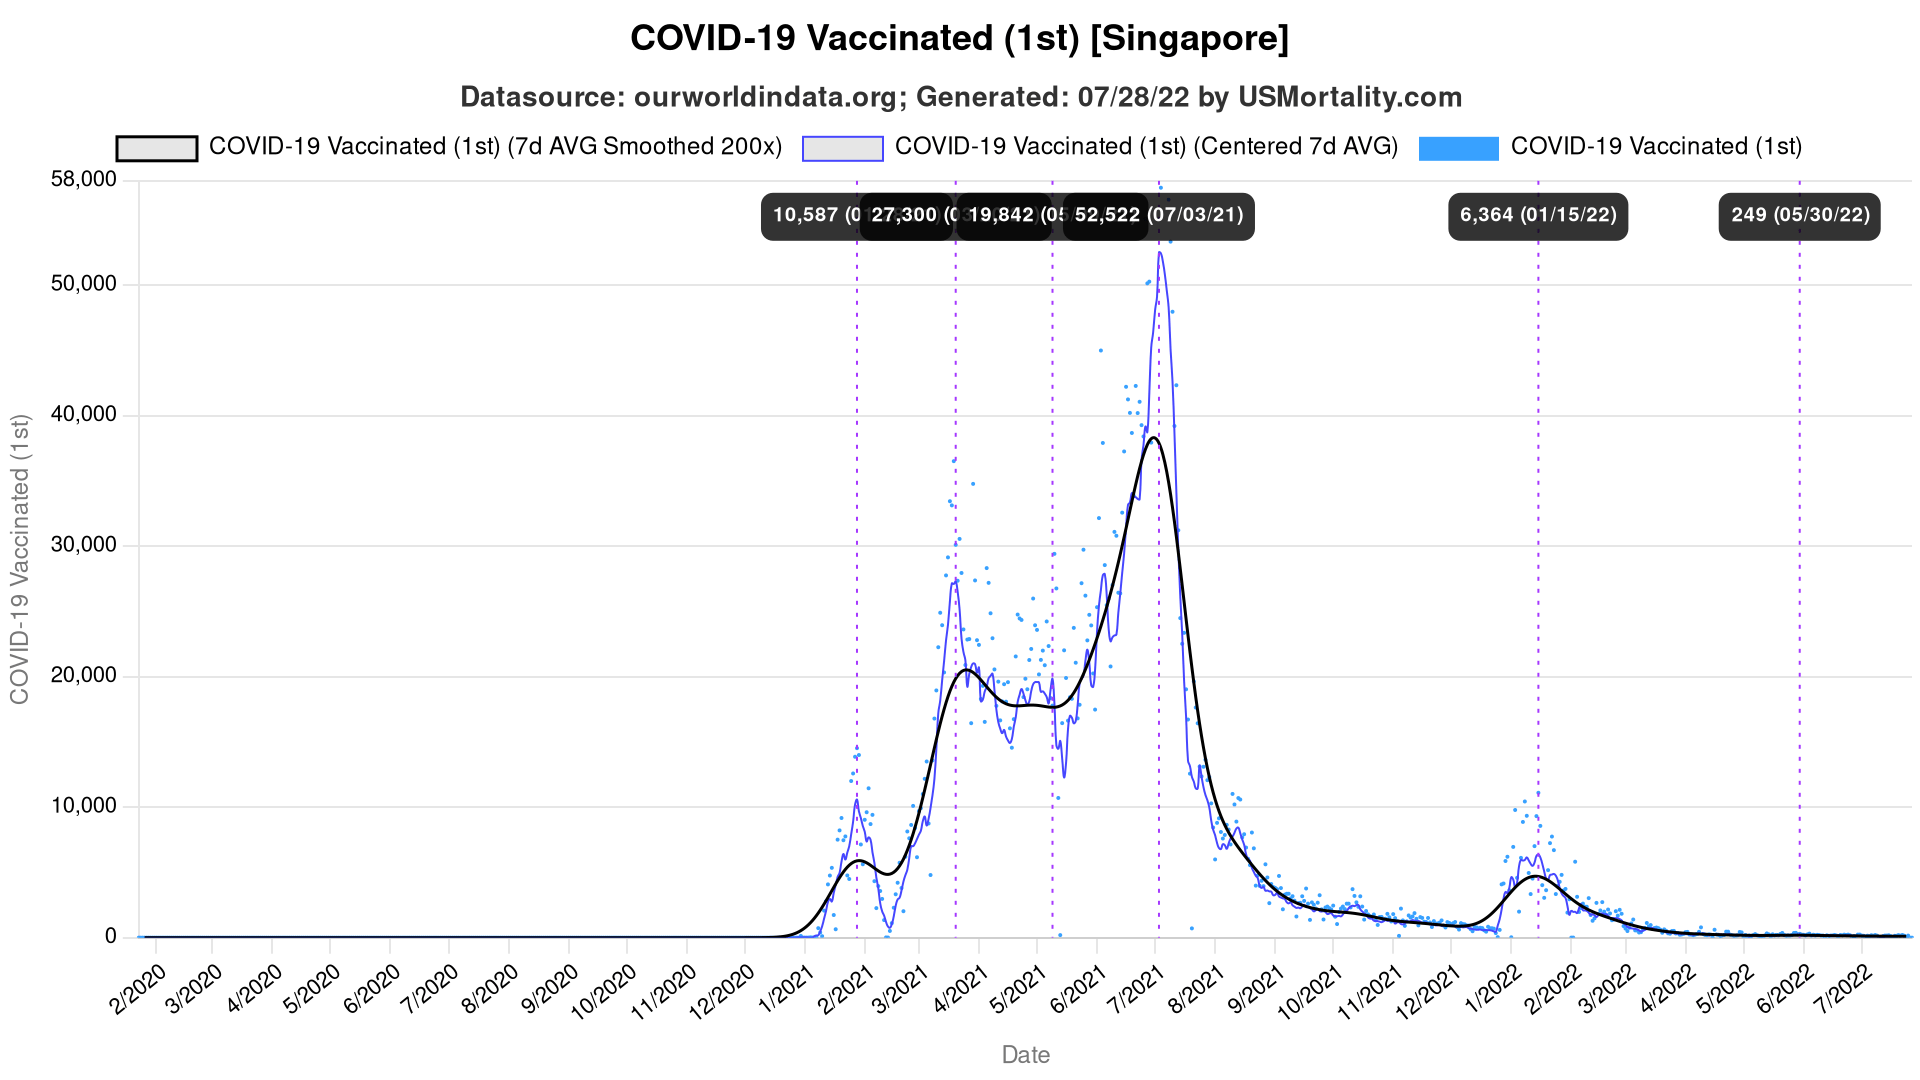 COVID-19 Vaccinated (1st) [Singapore]
Datasource: ourworldindata.org; Generated: 07/28/22 by USMortality.com
COVID-19 Vaccinated (1st) (7d AVG Smoothed 200x) COVID-19 Vaccinated (1st) (Centered 7d AVG) COVID-19 Vaccinated (1st)
58,000
10,587 27,300 19,842 52,522 (07/03/21) 6,364 (01/15/22) 249 (05/30/22)
50,000
40,000
30,000
20,000
10,000
0
COVID-19 Vaccinated (1st)
2/2020 3/2020 4/2020 5/2020 6/2020 7/2020 8/2020 9/2020 10/2020 11/2020 12/2020 1/2021 2/2021 3/2021 4/2021 5/2021 6/2021 7/2021 8/2021 9/2021 10/2021 11/2021 12/2021 1/2022 2/2022 3/2022 4/2022 5/2022 6/2022 7/2022
Date